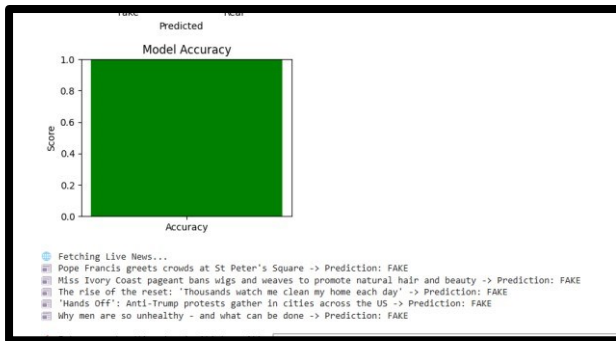 Fake Real
Predicted
Model Accuracy
1.0
0.8
0.6
0.4
0.2
0.0
Score
Accuracy
Fetching Live News...
Pope Francis greets crowds at St Peter's Square -> Prediction: FAKE
Miss Ivory Coast pageant bans wigs and weaves to promote natural hair and beauty -> Prediction: FAKE
The rise of the reset: 'Thousands watch me clean my home each day' -> Prediction: FAKE
'Hands Off': Anti-Trump protests gather in cities across the US -> Prediction: FAKE
Why men are so unhealthy - and what can be done -> Prediction: FAKE